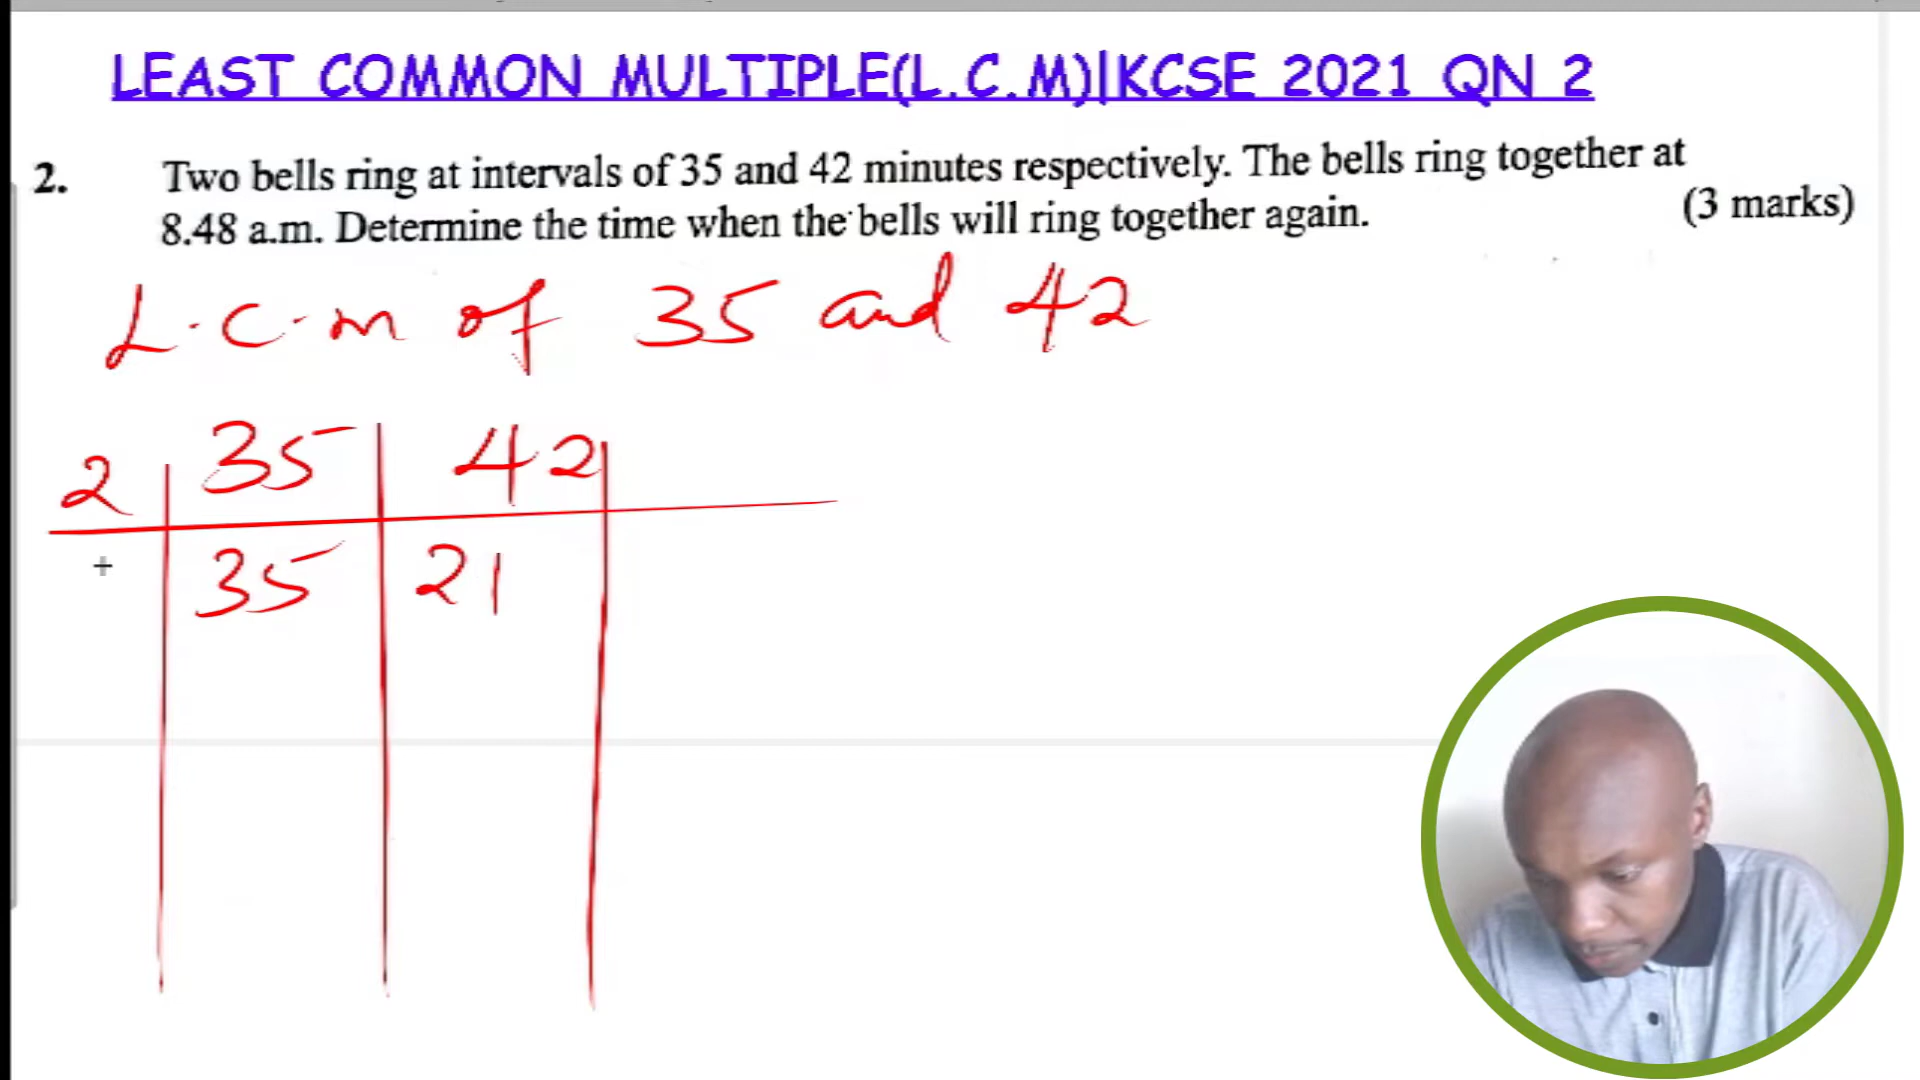 LEAST COMMON MULTIPLE(L.C.M)|KCSE 2021 QN 2
2. Two bells ring at intervals of 35 and 42 minutes respectively. The bells ring together at
8.48 a.m. Determine the time when the bells will ring together again. (3 marks)
L.C.M of 35 and 42
2 35 42
35 21